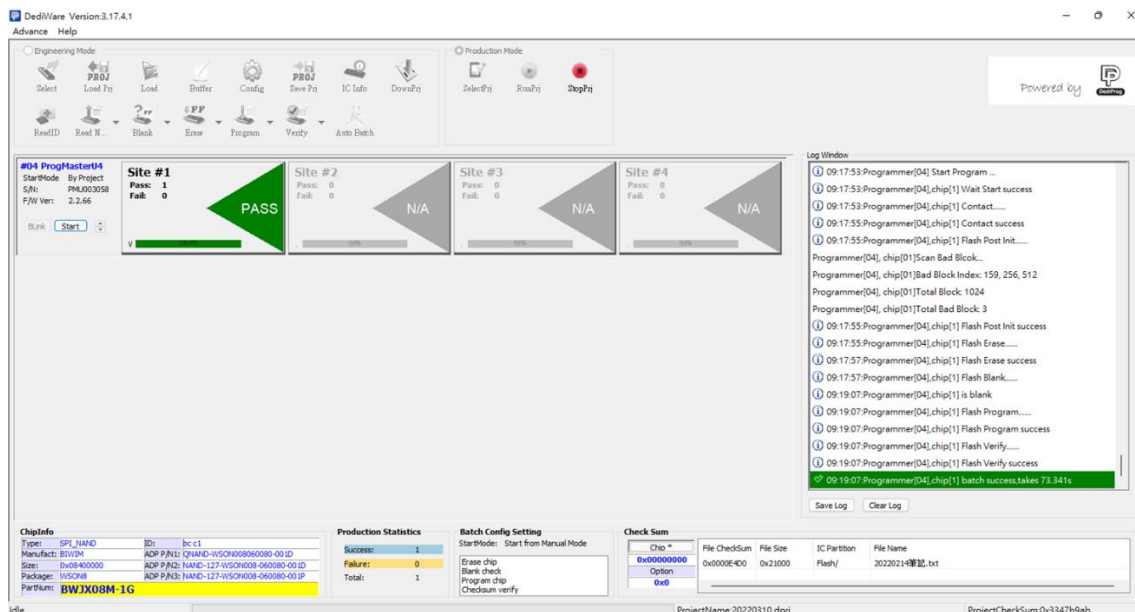 DediWare Version:3.17.4.1
Advance Help
Engineering Mode
Production Mode
PROJ
PROJ
Select Load Prj Load Buffer Config Save Prj IC Info DownPrj
SelectPrj RunPrj StopPrj
Powered by DediProg
ReadID Read N... Blank Erase Program Verify Auto Batch
#04 ProgMasterU4
StartMode By Project
S/N: PMU003058
F/W Ver: 2.2.66
BLink Start
Site #1
Pass: 1
Fail: 0
PASS
Site #2
Pass: 0
Fail: 0
N/A
Site #3
Pass: 0
Fail: 0
N/A
Site #4
Pass: 0
Fail: 0
N/A
Log Window
09:17:53:Programmer[04] Start Program ...
09:17:53:Programmer[04],chip[1] Wait Start success
09:17:53:Programmer[04],chip[1] Contact......
09:17:55:Programmer[04],chip[1] Contact success
09:17:55:Programmer[04],chip[1] Flash Post Init......
Programmer[04], chip[01]Scan Bad Blcok...
Programmer[04], chip[01]Bad Block Index: 159, 256, 512
Programmer[04], chip[01]Total Block: 1024
Programmer[04], chip[01]Total Bad Block: 3
09:17:55:Programmer[04],chip[1] Flash Post Init success
09:17:55:Programmer[04],chip[1] Flash Erase......
09:17:57:Programmer[04],chip[1] Flash Erase success
09:17:57:Programmer[04],chip[1] Flash Blank......
09:19:07:Programmer[04],chip[1] is blank
09:19:07:Programmer[04],chip[1] Flash Program......
09:19:07:Programmer[04],chip[1] Flash Program success
09:19:07:Programmer[04],chip[1] Flash Verify......
09:19:07:Programmer[04],chip[1] Flash Verify success
09:19:07:Programmer[04],chip[1] batch success,takes 73.341s
Save Log Clear Log
ChipInfo
Type: SPI_NAND ID: bc c1
Manufact: BIWIM ADP P/N1: QNAND-WSON008060080-001D
Size: 0x08400000 ADP P/N2: NAND-127-WSON008-060080-001D
Package: WSON8 ADP P/N3: NAND-127-WSON008-060080-001P
PartNum: BWJX08M-1G
Production Statistics
Success: 1
Failure: 0
Total: 1
Batch Config Setting
StartMode: Start from Manual Mode
Erase chip
Blank check
Program chip
Checksum verify
Check Sum
Chip *
0x00000000
Option
0x0
File CheckSum File Size IC Partition File Name
0x0000E4D0 0x21000 Flash/ 20220214筆記.txt
Idle
ProjectName:20220310.dprj
ProjectCheckSum:0x3347b9ab